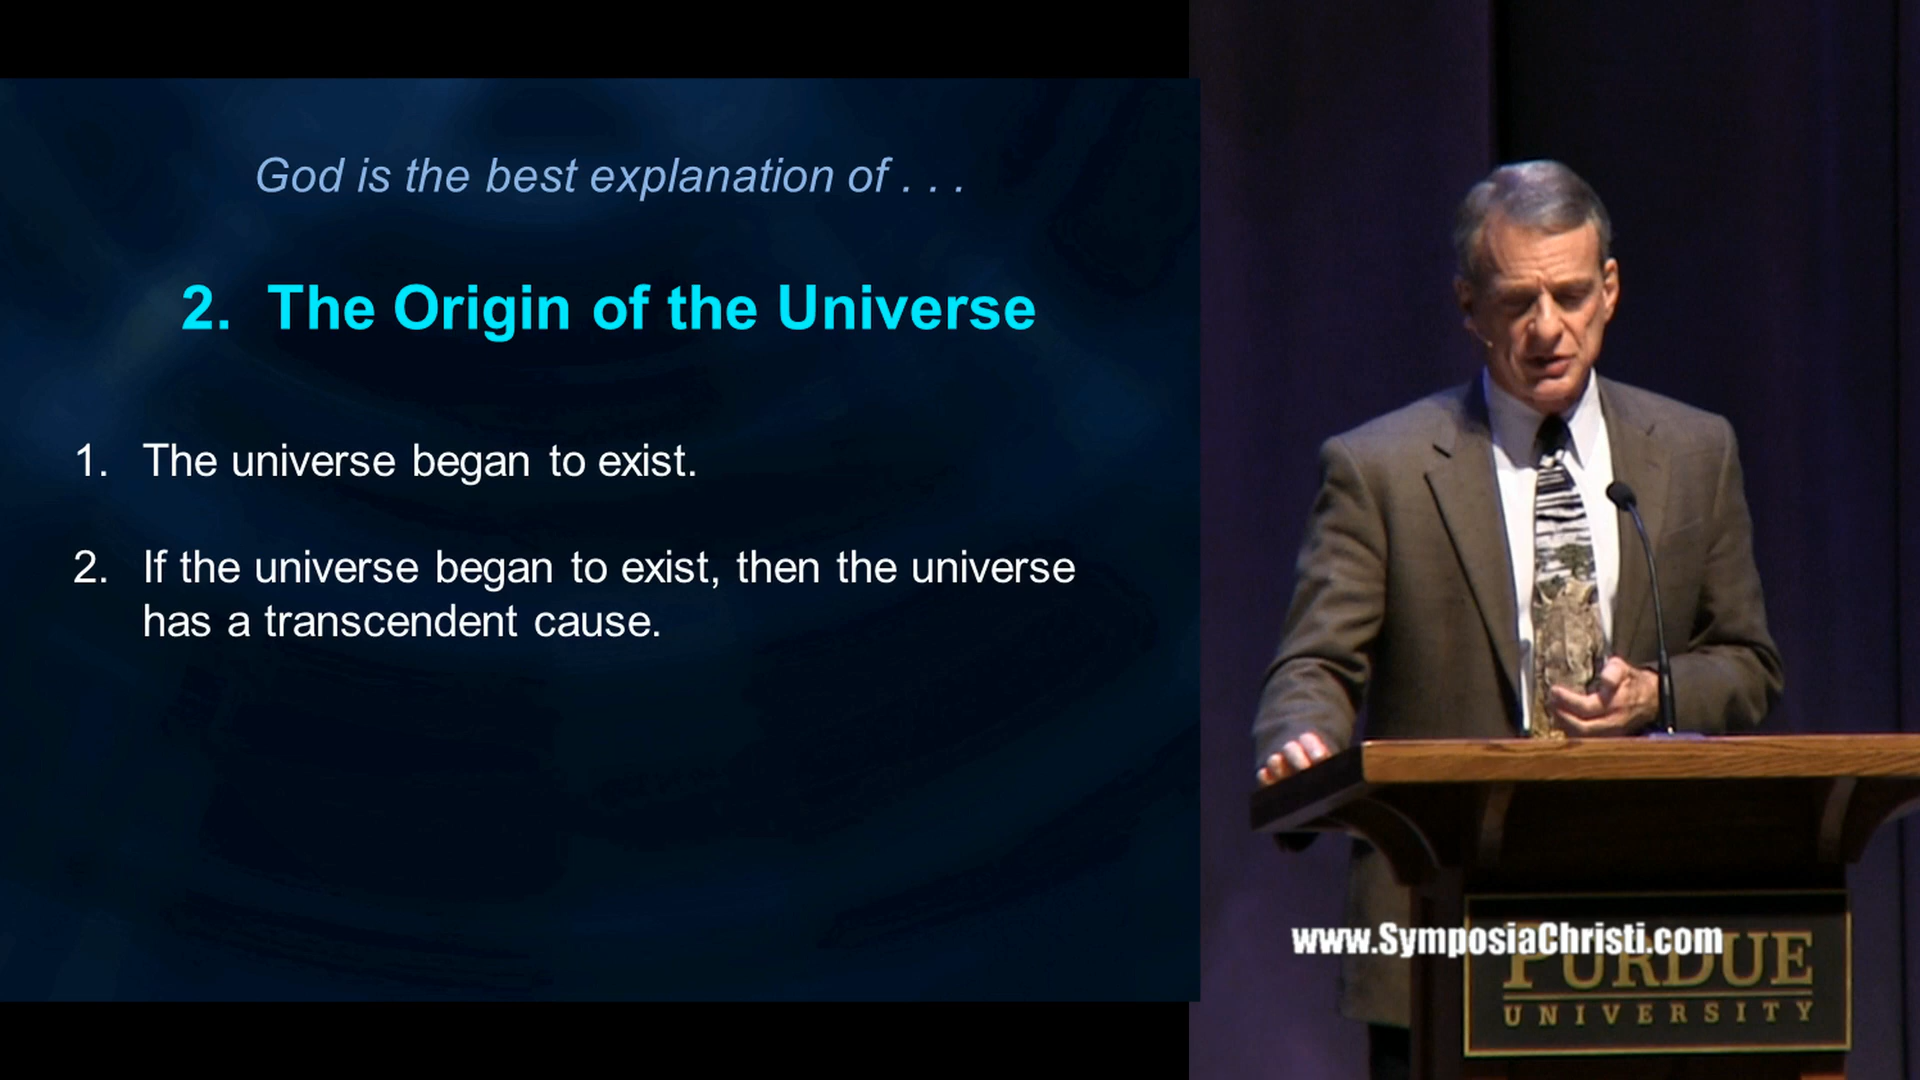 God is the best explanation of . . .
2. The Origin of the Universe
1. The universe began to exist.
2. If the universe began to exist, then the universe
has a transcendent cause.
www.SymposiaChristi.com
PURDUE
UNIVERSITY